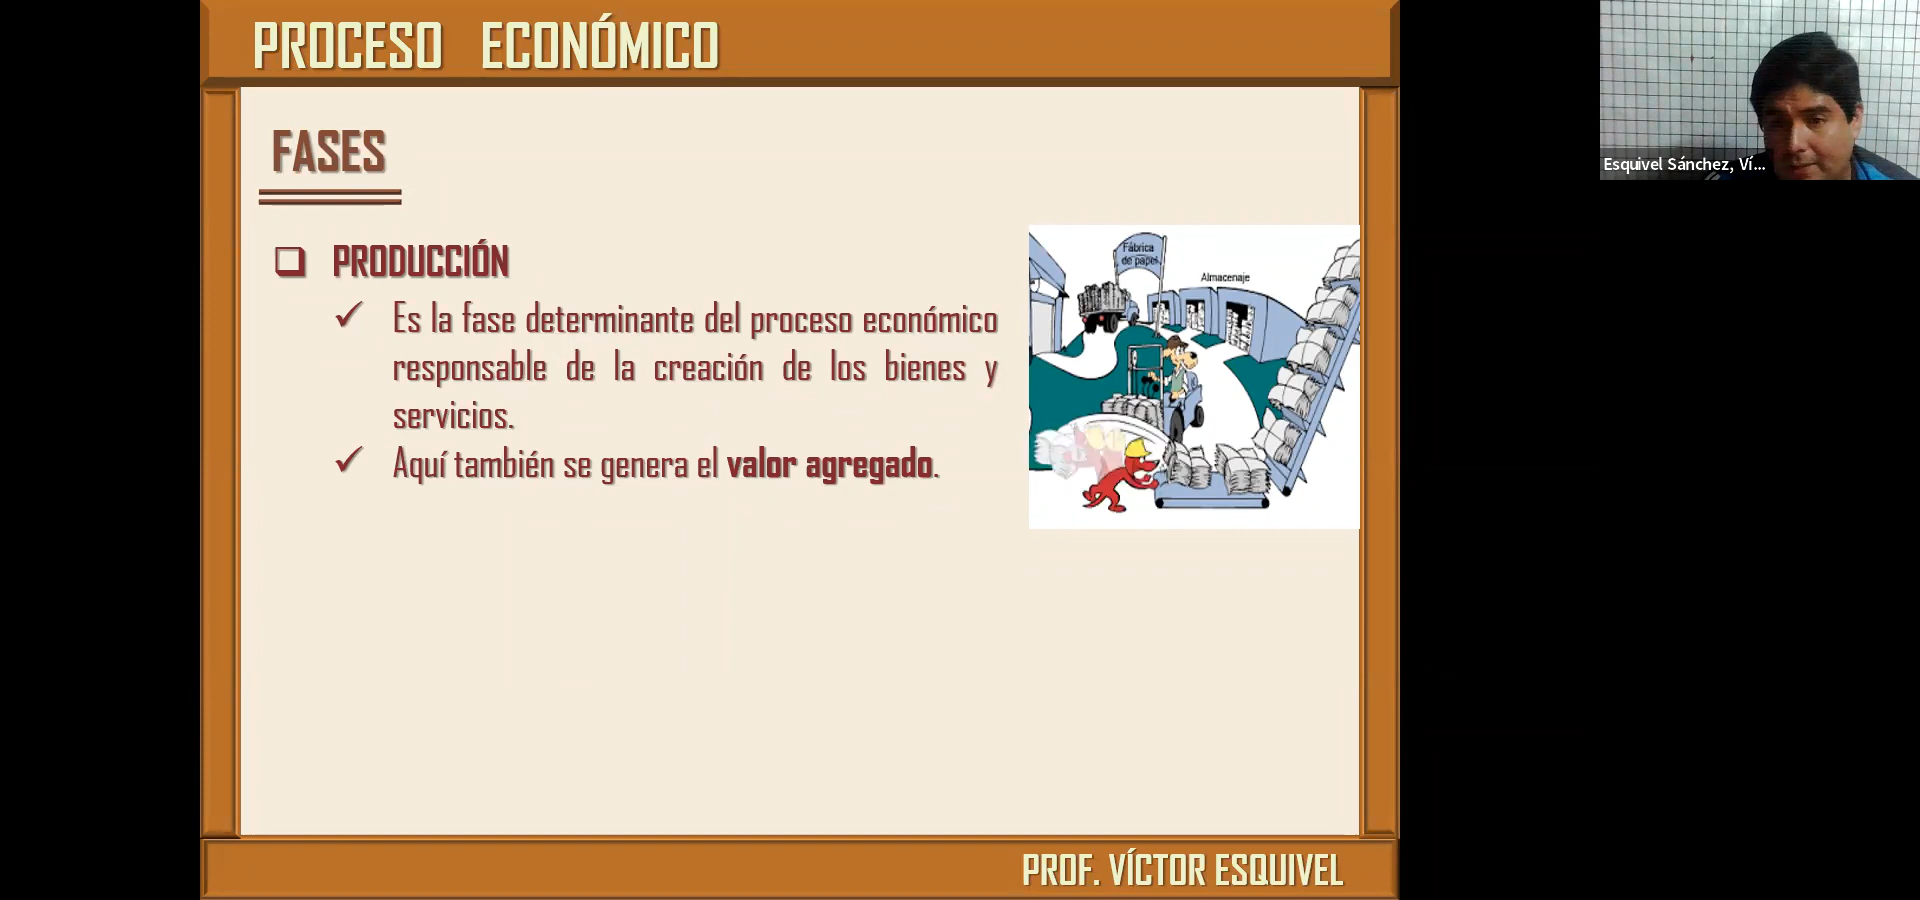 PROCESO ECONÓMICO
FASES
PRODUCCIÓN
Es la fase determinante del proceso económico
responsable de la creación de los bienes y
servicios.
Aquí también se genera el valor agregado.
Fábrica
de papel
Almacenaje
PROF. VÍCTOR ESQUIVEL
Esquivel Sánchez, Ví...